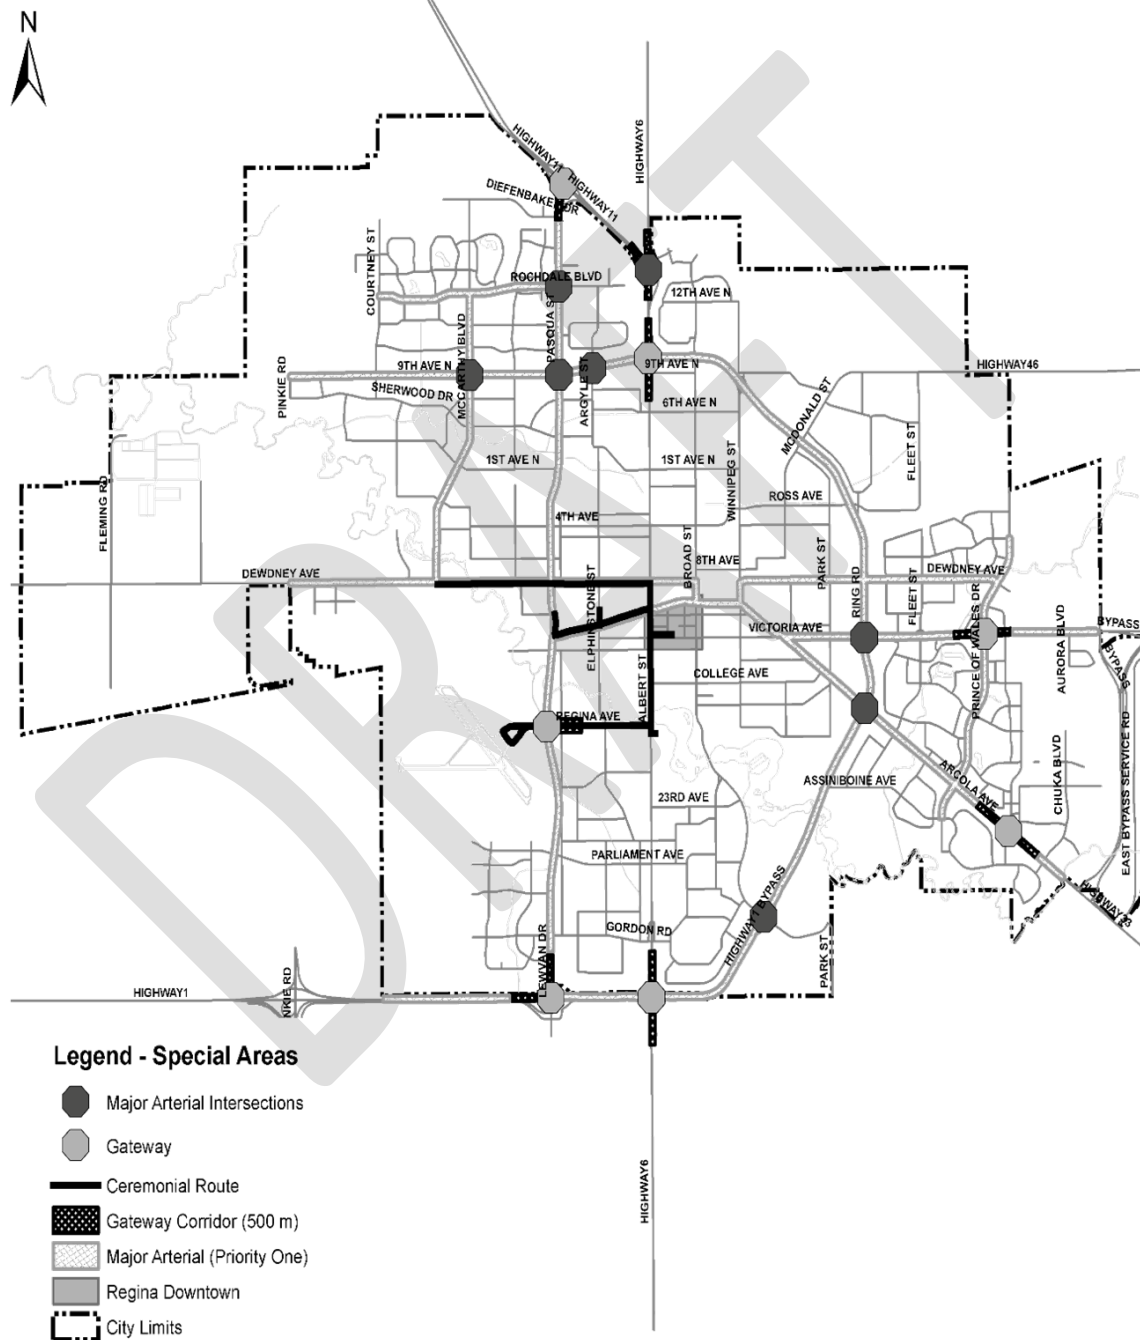 N
HIGHWAY11
HIGHWAY6
HIGHWAY11
DIEFENBAKER DR
COURTNEY ST
ROCHDALE BLVD
12TH AVE N
PASQUA ST
MCCARTHY BLVD
9TH AVE N
ARGYLE ST
9TH AVE N
HIGHWAY46
PINKIE RD
SHERWOOD DR
6TH AVE N
MCDONALD ST
1ST AVE N
1ST AVE N
WINNIPEG ST
FLEET ST
ROSS AVE
FLEMING RD
4TH AVE
BROAD ST
8TH AVE
PARK ST
RING RD
DEWDNEY AVE
DEWDNEY AVE
FLEET ST
ELPHINSTONE ST
VICTORIA AVE
PRINCE OF WALES DR
AURORA BLVD
BYPASS
BYPASS
COLLEGE AVE
ALBERT ST
REGINA AVE
EAST BYPASS SERVICE RD
ASSINIBOINE AVE
ARCOLA AVE
CHUKA BLVD
23RD AVE
PARLIAMENT AVE
HIGHWAY1 BYPASS
GORDON RD
LEWVAN DR
PARK ST
HIGHWAY33
HIGHWAY1
NKIE RD
HIGHWAY6
DRAFT
Legend - Special Areas
Major Arterial Intersections
Gateway
Ceremonial Route
Gateway Corridor (500 m)
Major Arterial (Priority One)
Regina Downtown
City Limits